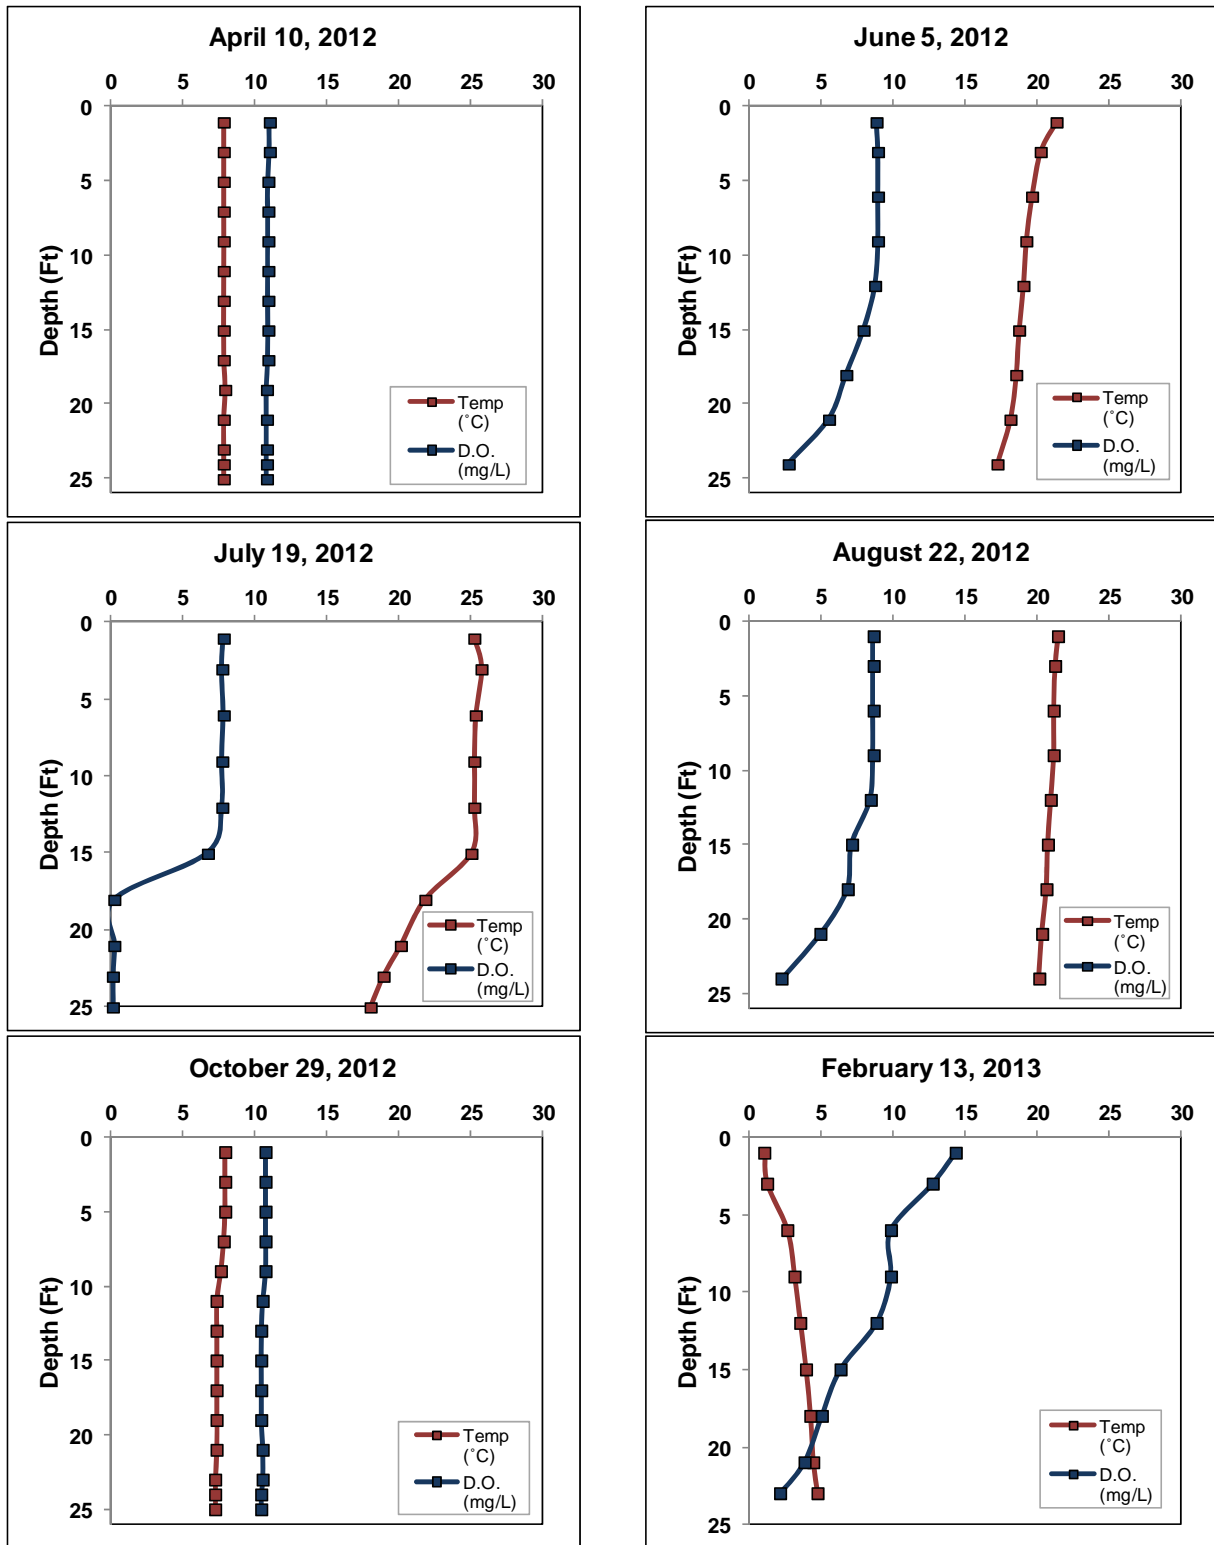 April 10, 2012
0 5 10 15 20 25 30
0
5
10
15
20
25
Depth (Ft)
Temp
(˚C)
D.O.
(mg/L)
June 5, 2012
0 5 10 15 20 25 30
0
5
10
15
20
25
Depth (Ft)
Temp
(˚C)
D.O.
(mg/L)
July 19, 2012
0 5 10 15 20 25 30
0
5
10
15
20
25
Depth (Ft)
Temp
(˚C)
D.O.
(mg/L)
August 22, 2012
0 5 10 15 20 25 30
0
5
10
15
20
25
Depth (Ft)
Temp
(˚C)
D.O.
(mg/L)
October 29, 2012
0 5 10 15 20 25 30
0
5
10
15
20
25
Depth (Ft)
Temp
(˚C)
D.O.
(mg/L)
February 13, 2013
0 5 10 15 20 25 30
0
5
10
15
20
25
Depth (Ft)
Temp
(˚C)
D.O.
(mg/L)